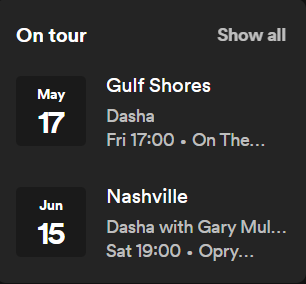 On tour
Show all
May
17
Gulf Shores
Dasha
Fri 17:00 • On The...
Jun
15
Nashville
Dasha with Gary Mul...
Sat 19:00 • Opry...